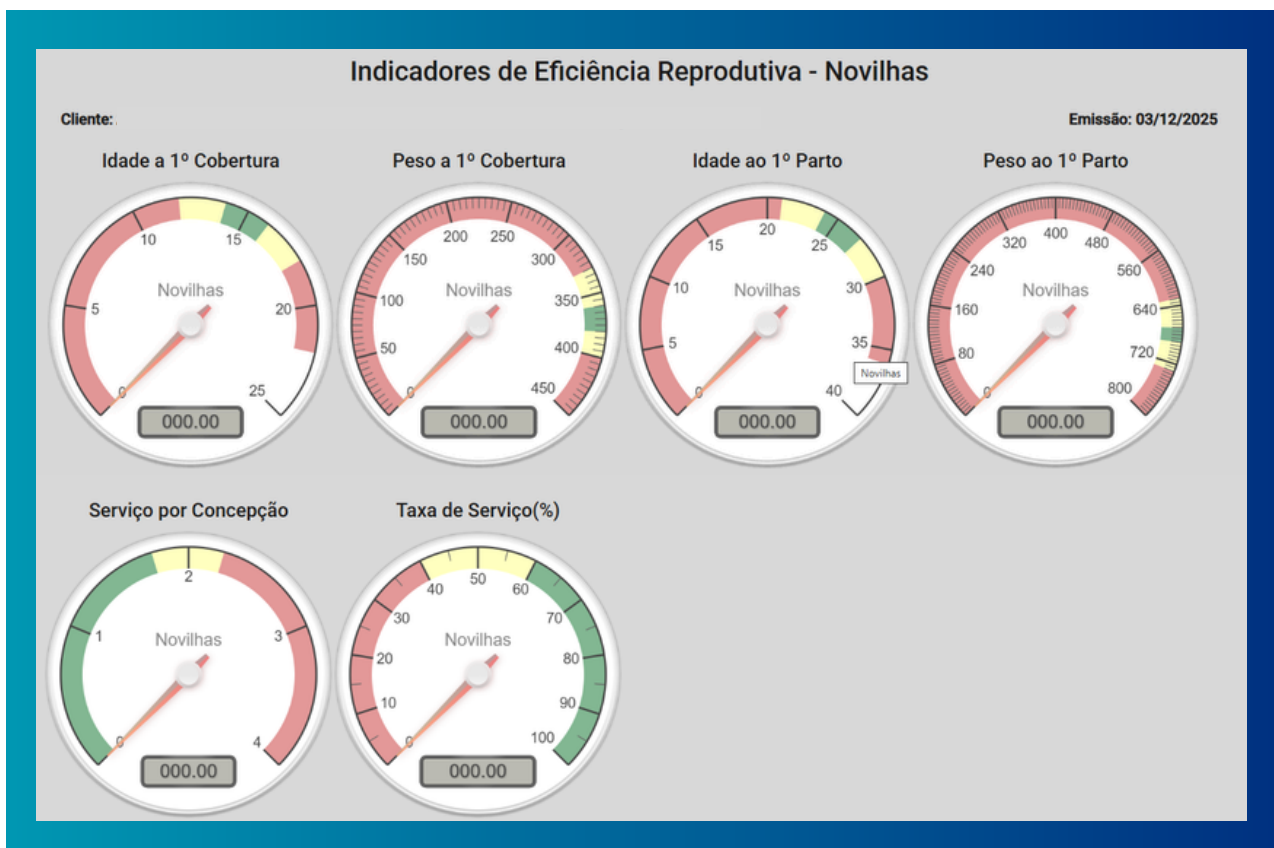 Indicadores de Eficiência Reprodutiva - Novilhas
Cliente:
Emissão: 03/12/2025
Idade a 1º Cobertura
0 5 10 15 20 25
Novilhas
000.00
Peso a 1º Cobertura
0 50 100 150 200 250 300 350 400 450
Novilhas
000.00
Idade ao 1º Parto
0 5 10 15 20 25 30 35 40
Novilhas
Novilhas
000.00
Peso ao 1º Parto
0 80 160 240 320 400 480 560 640 720 800
Novilhas
000.00
Serviço por Concepção
0 1 2 3 4
Novilhas
000.00
Taxa de Serviço(%)
0 10 20 30 40 50 60 70 80 90 100
Novilhas
000.00